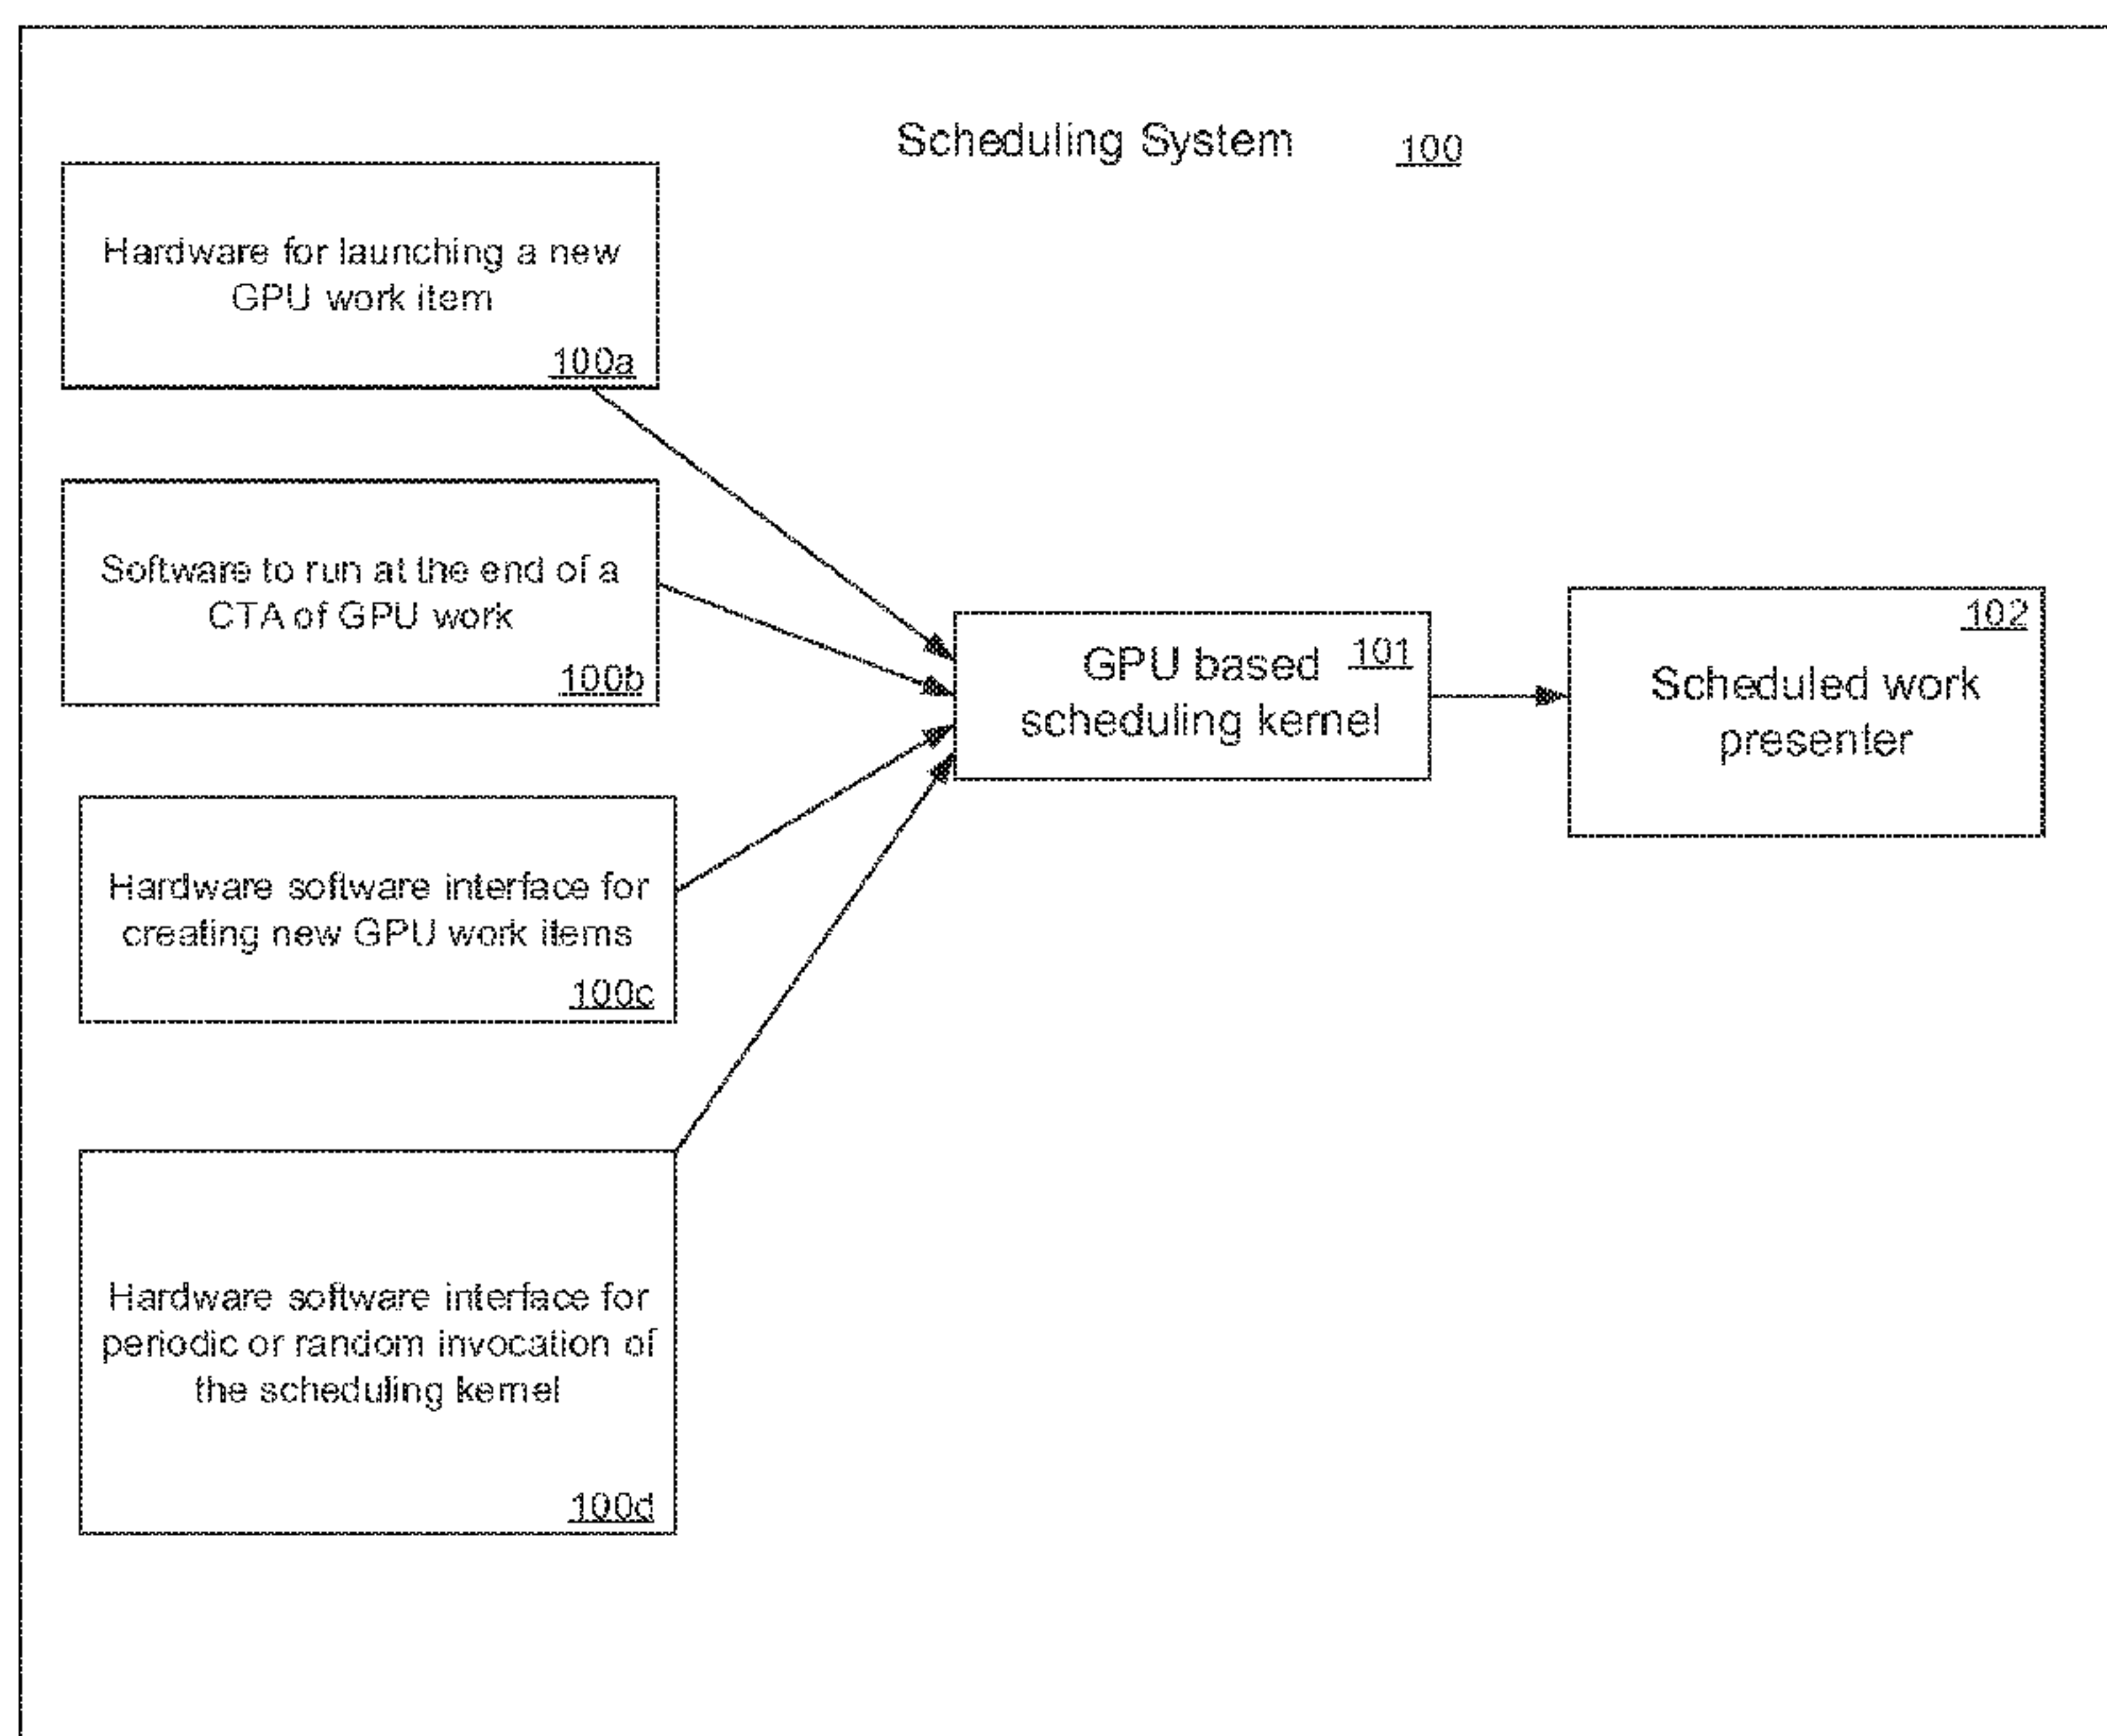 Scheduling System 100
Hardware for launching a new
GPU work item
100a
Software to run at the end of a
CTA of GPU work
100b
Hardware software interface for
creating new GPU work items
100c
Hardware software interface for
periodic or random invocation of
the scheduling kernel
100d
GPU based 101
scheduling kernel
102
Scheduled work
presenter